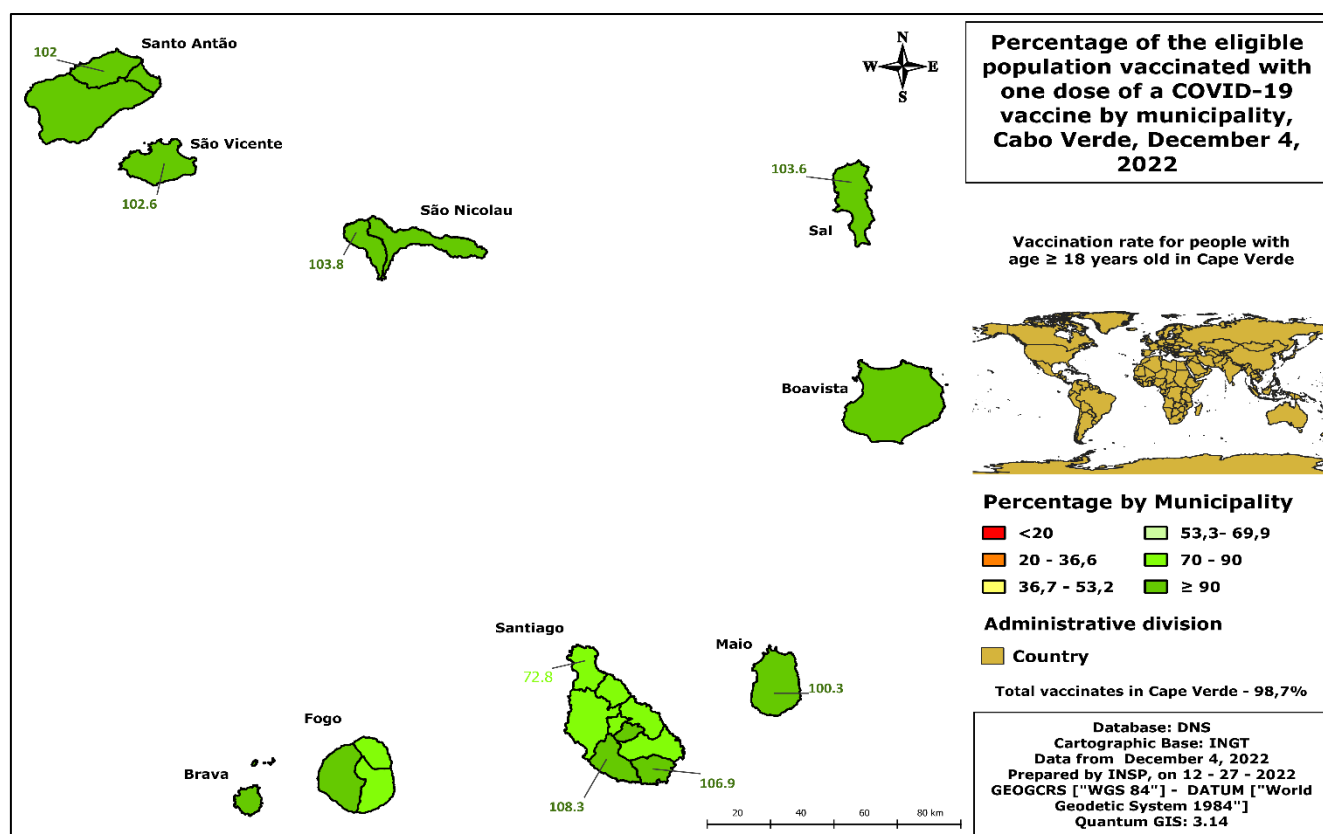 Santo Antão
102
São Vicente
102.6
São Nicolau
103.8
N
W E
S
103.6
Sal
Boavista
Santiago
72.8
Maio
100.3
Fogo
Brava
108.3
106.9
20 40 60 80 km
Percentage of the eligible
population vaccinated with
one dose of a COVID-19
vaccine by municipality,
Cabo Verde, December 4,
2022
Vaccination rate for people with
age ≥ 18 years old in Cape Verde
Percentage by Municipality
<20
20 - 36,6
36,7 - 53,2
53,3- 69,9
70 - 90
≥ 90
Administrative division
Country
Total vaccinates in Cape Verde - 98,7%
Database: DNS
Cartographic Base: INGT
Data from December 4, 2022
Prepared by INSP, on 12 - 27 - 2022
GEOGCRS ["WGS 84"] - DATUM ["World
Geodetic System 1984"]
Quantum GIS: 3.14